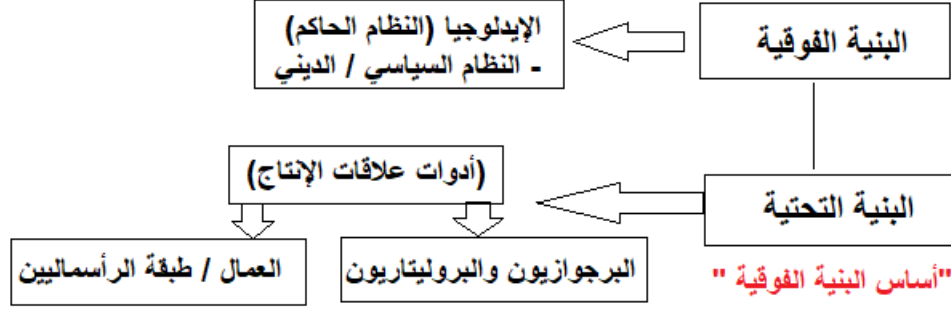 البنية الفوقية
الإيدلوجيا (النظام الحاكم)
- النظام السياسي / الديني
البنية التحتية
"أساس البنية الفوقية "
(أدوات علاقات الإنتاج)
البرجوازيون والبروليتاريون
العمال / طبقة الرأسماليين